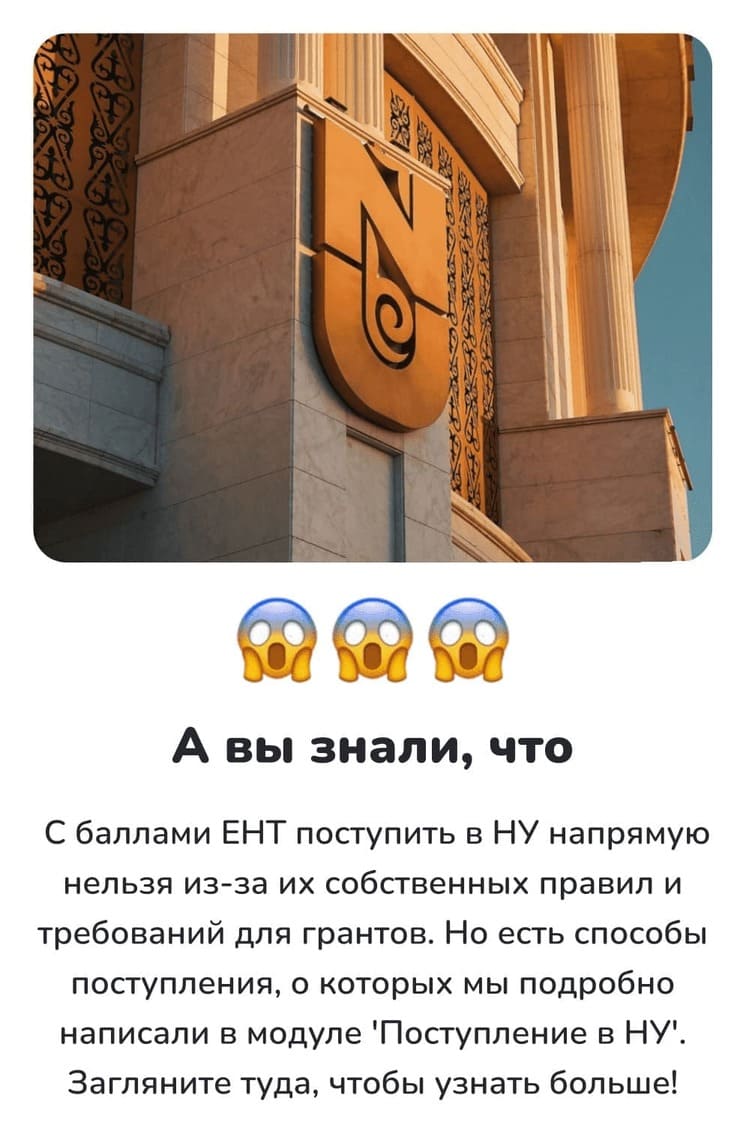 А вы знали, что
С баллами ЕНТ поступить в НУ напрямую
нельзя из-за их собственных правил и
требований для грантов. Но есть способы
поступления, о которых мы подробно
написали в модуле 'Поступление в НУ'.
Загляните туда, чтобы узнать больше!